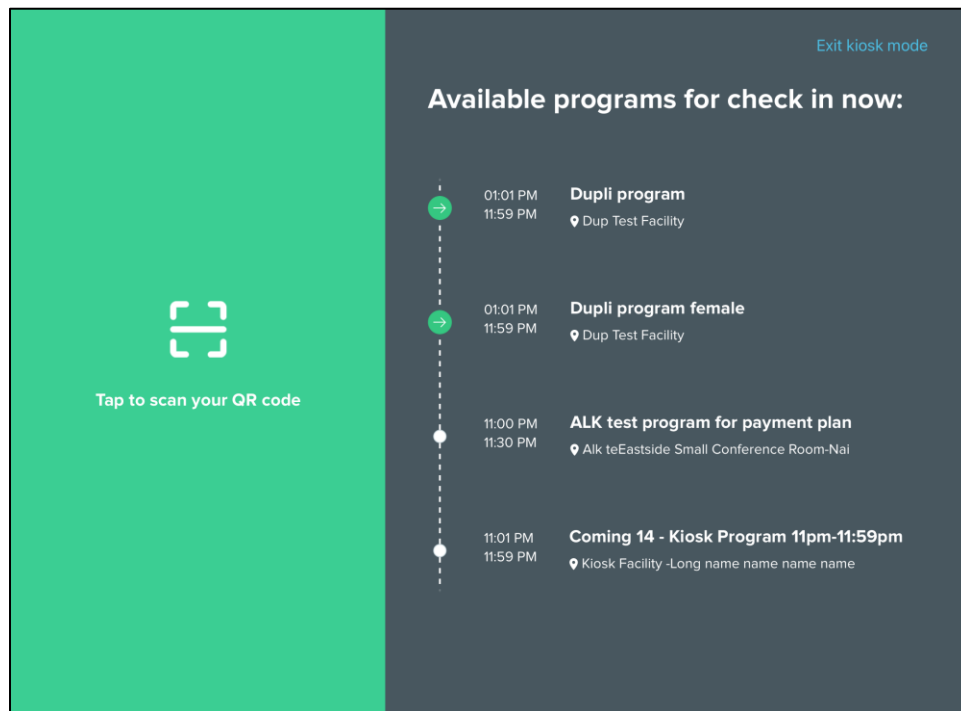 Exit kiosk mode
Available programs for check in now:
01:01 PM
11:59 PM
Dupli program
Dup Test Facility
01:01 PM
11:59 PM
Dupli program female
Dup Test Facility
Tap to scan your QR code
11:00 PM
11:30 PM
ALK test program for payment plan
Alk teEastside Small Conference Room-Nai
11:01 PM
11:59 PM
Coming 14 - Kiosk Program 11pm-11:59pm
Kiosk Facility -Long name name name name